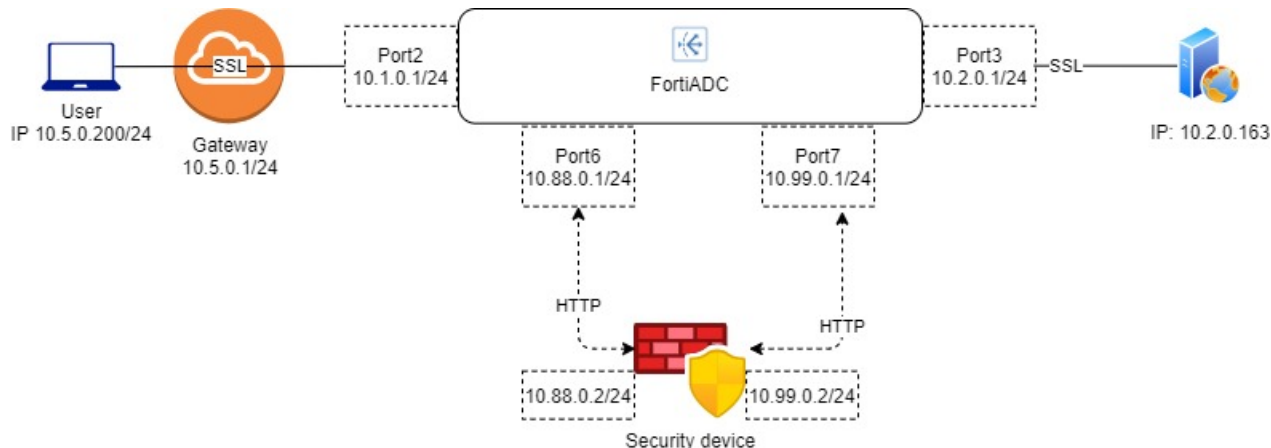 SSL
User
IP 10.5.0.200/24
Gateway
10.5.0.1/24
Port2
10.1.0.1/24
FortiADC
Port3
10.2.0.1/24
SSL
IP: 10.2.0.163
Port6
10.88.0.1/24
Port7
10.99.0.1/24
HTTP
HTTP
10.88.0.2/24
10.99.0.2/24
Security device